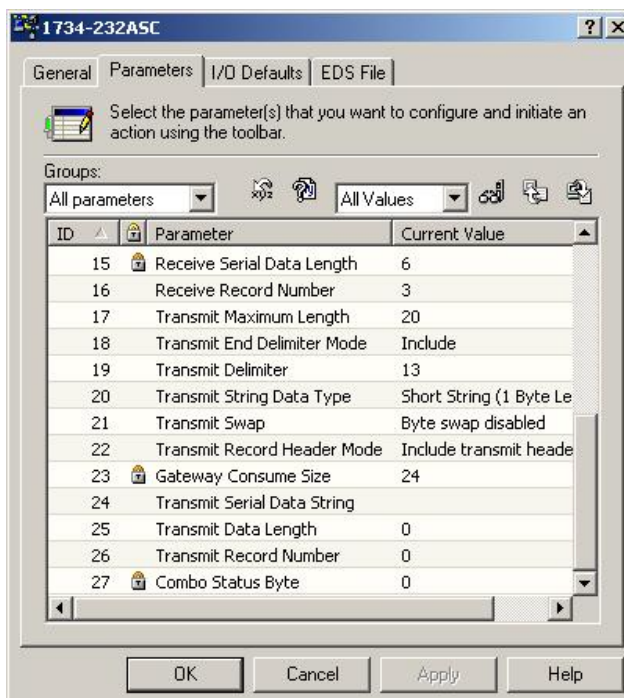 1734-232ASC
General Parameters I/O Defaults EDS File
Select the parameter(s) that you want to configure and initiate an
action using the toolbar.
Groups:
All parameters xyz All Values
ID Parameter Current Value
15 Receive Serial Data Length 6
16 Receive Record Number 3
17 Transmit Maximum Length 20
18 Transmit End Delimiter Mode Include
19 Transmit Delimiter 13
20 Transmit String Data Type Short String (1 Byte Le
21 Transmit Swap Byte swap disabled
22 Transmit Record Header Mode Include transmit heade
23 Gateway Consume Size 24
24 Transmit Serial Data String
25 Transmit Data Length 0
26 Transmit Record Number 0
27 Combo Status Byte 0
OK Cancel Apply Help